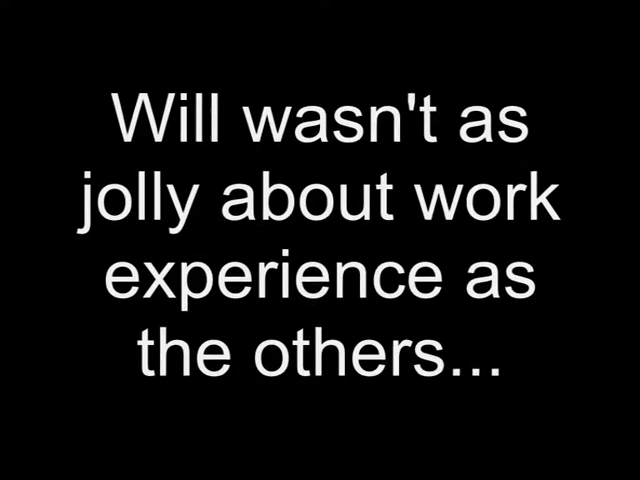 Will wasn't as
jolly about work
experience as
the others...